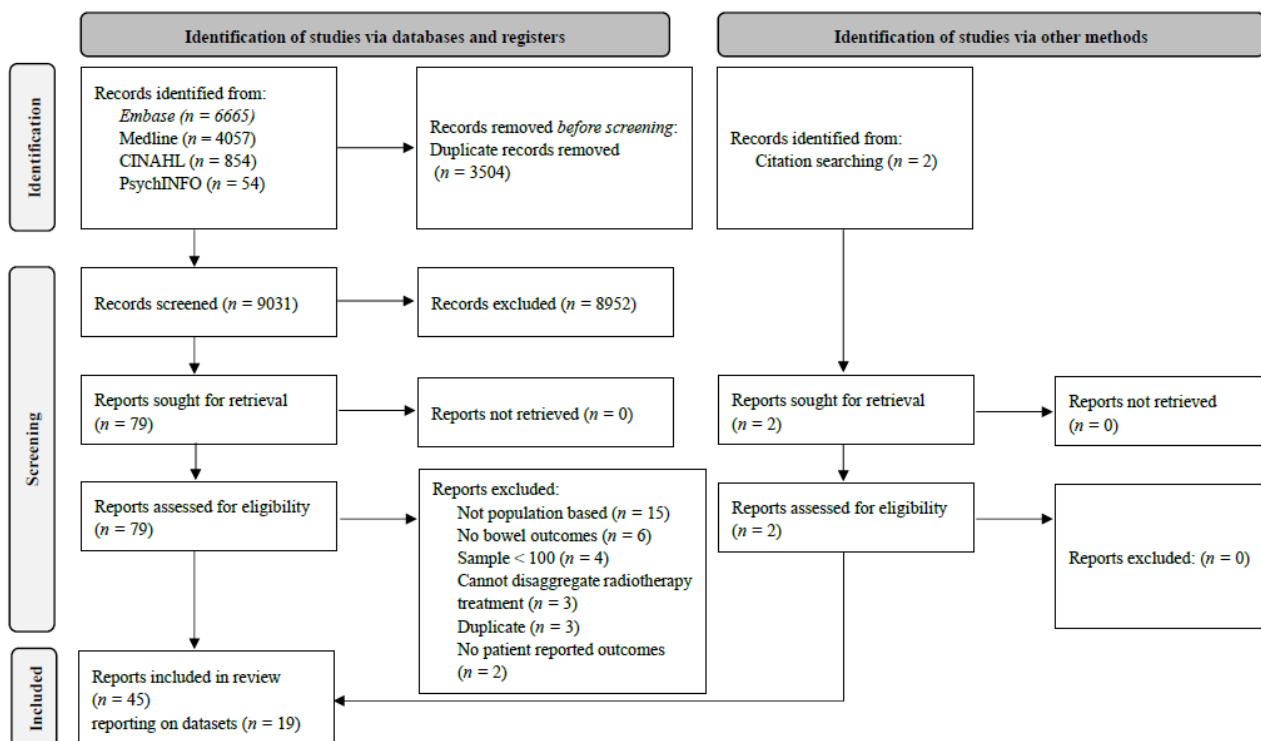 Identification of studies via databases and registers
Identification of studies via other methods
Identification
Records identified from:
Embase (n = 6665)
Medline (n = 4057)
CINAHL (n = 854)
PsychINFO (n = 54)
Records removed before screening:
Duplicate records removed
(n = 3504)
Records identified from:
Citation searching (n = 2)
Screening
Records screened (n = 9031)
Records excluded (n = 8952)
Reports sought for retrieval
(n = 79)
Reports not retrieved (n = 0)
Reports sought for retrieval
(n = 2)
Reports not retrieved
(n = 0)
Reports assessed for eligibility
(n = 79)
Reports excluded:
Not population based (n = 15)
No bowel outcomes (n = 6)
Sample < 100 (n = 4)
Cannot disaggregate radiotherapy
treatment (n = 3)
Duplicate (n = 3)
No patient reported outcomes
(n = 2)
Reports assessed for eligibility
(n = 2)
Reports excluded: (n = 0)
Included
Reports included in review
(n = 45)
reporting on datasets (n = 19)